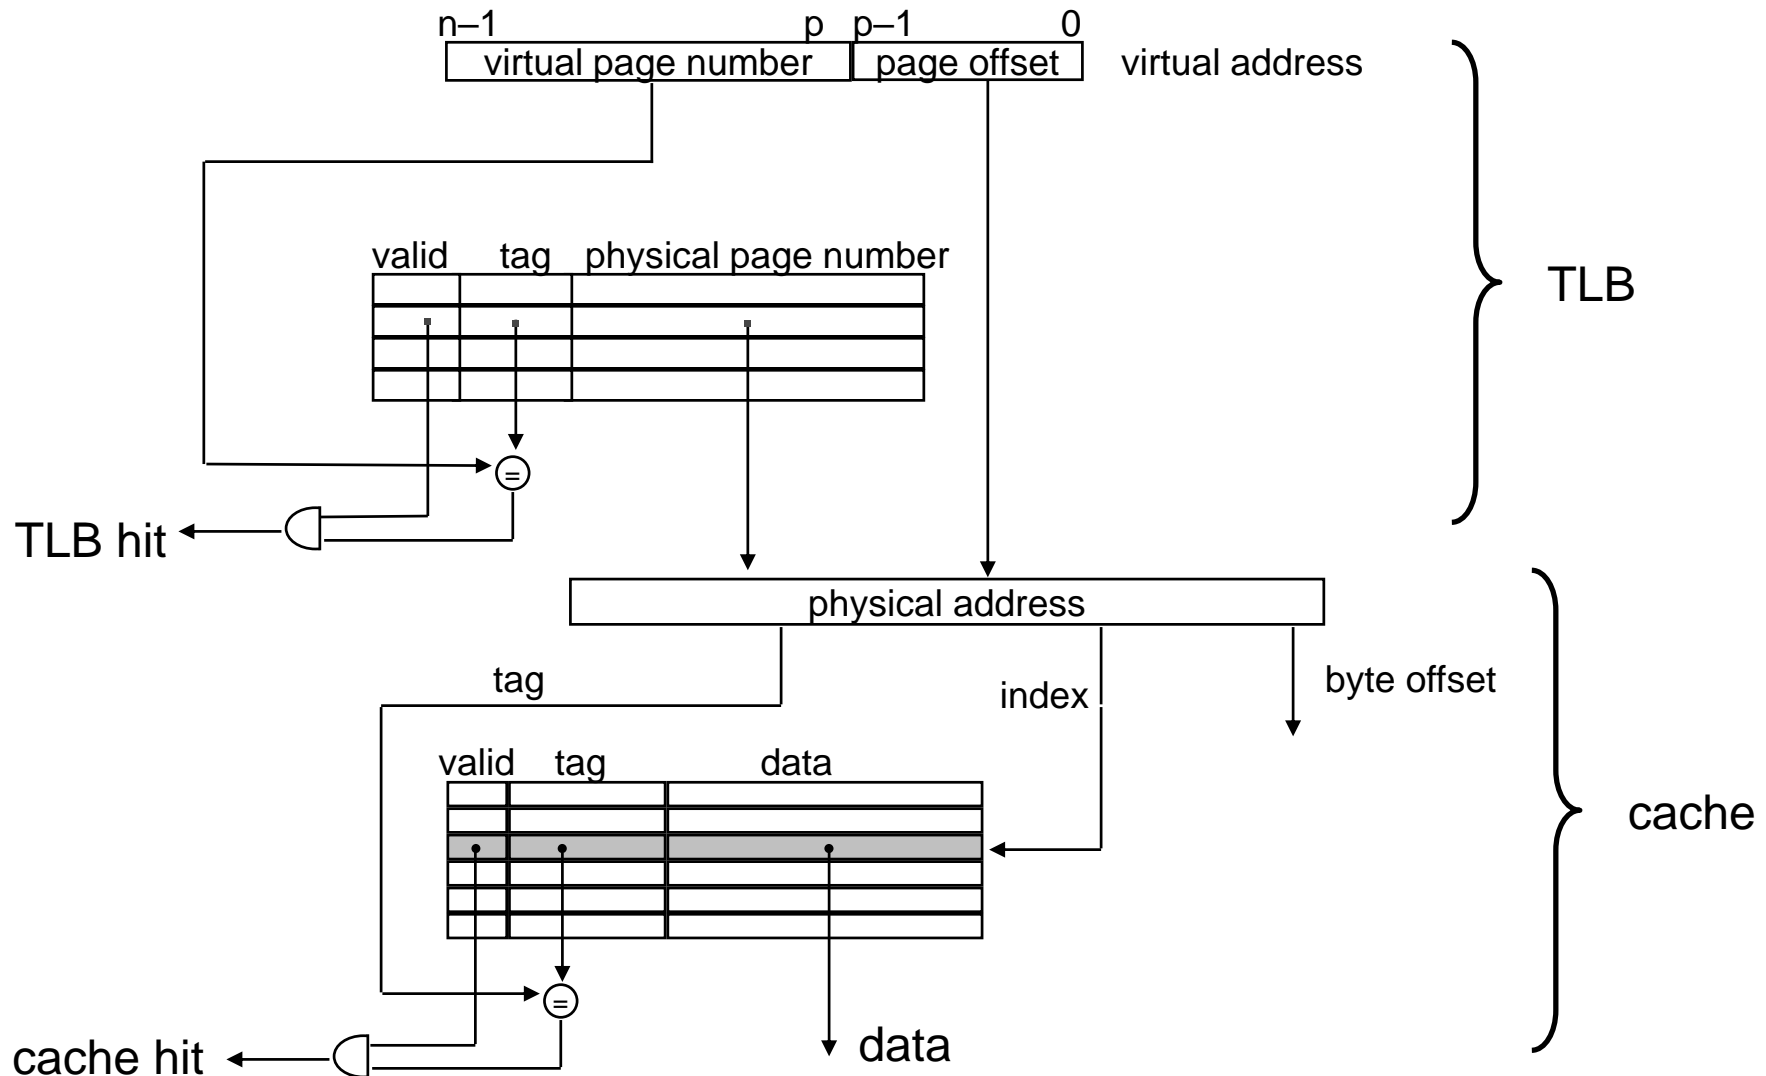 n–1 p p–1 0
virtual page number page offset virtual address
valid tag physical page number
TLB
=
TLB hit
physical address
tag index byte offset
valid tag data
cache
=
cache hit data